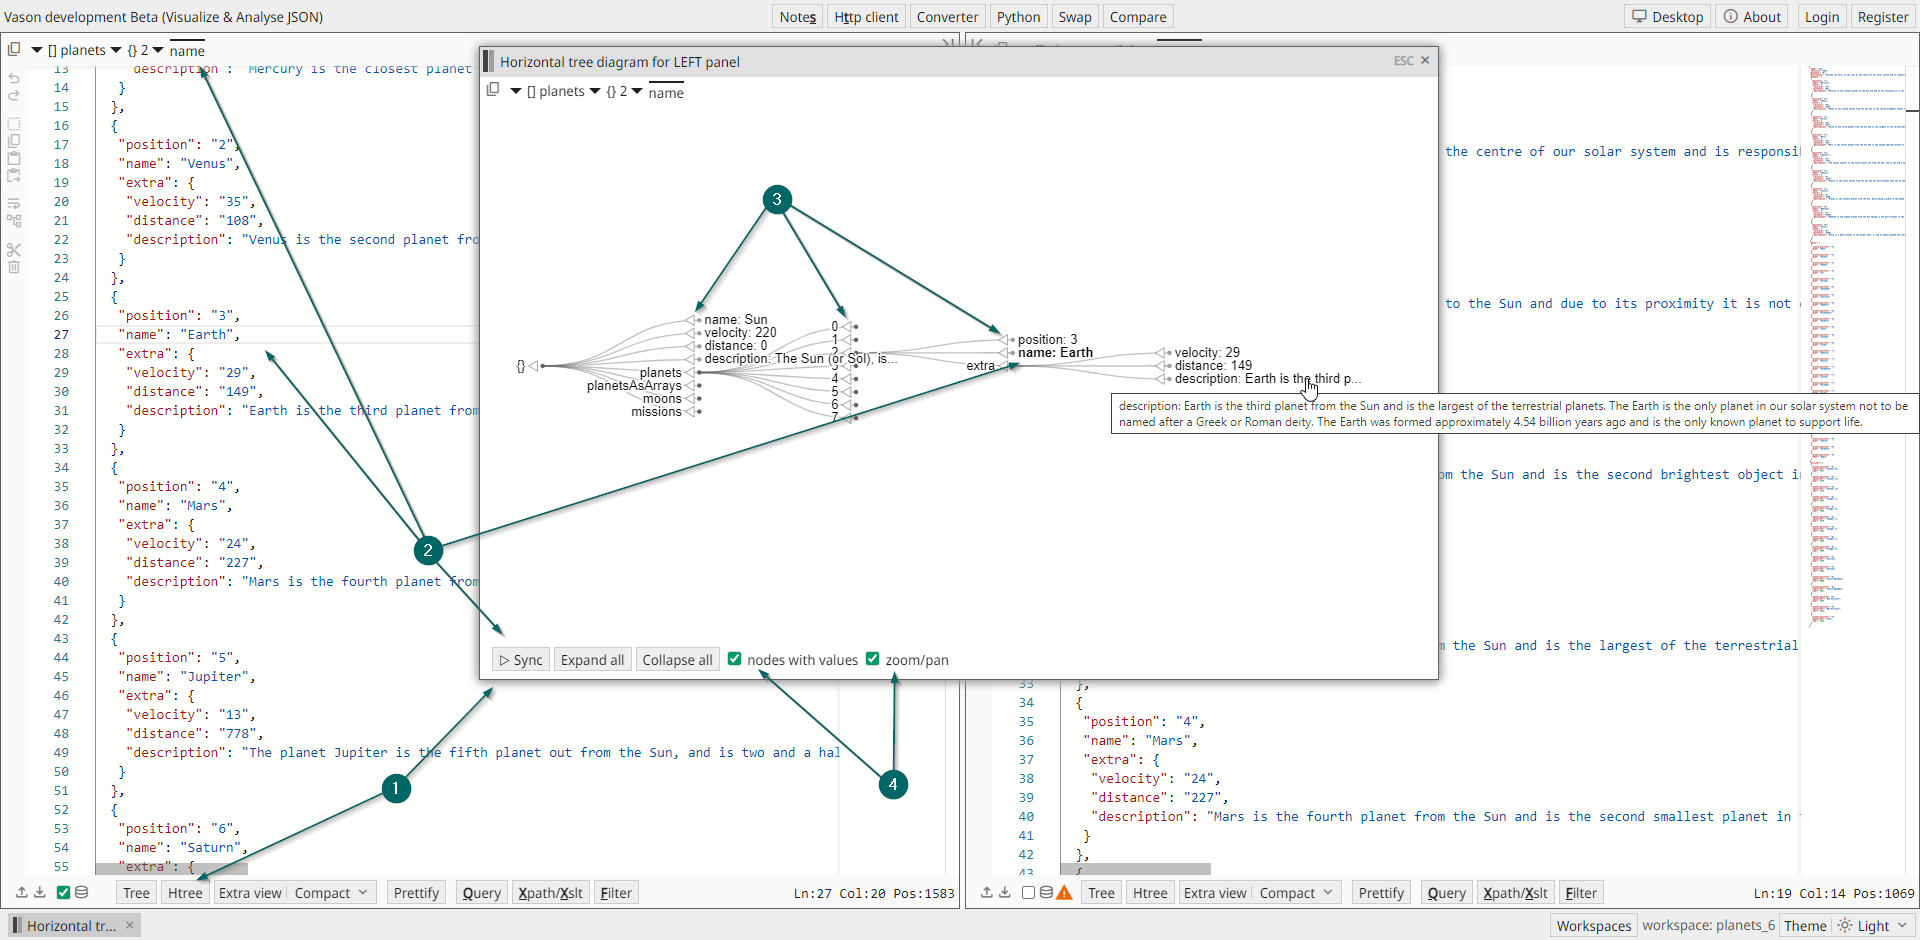 Vason development Beta (Visualize & Analyse JSON)
Notes
Http client
Converter
Python
Swap
Compare
Desktop
About
Login
Register
[] planets {} 2 name
13 "description": "Mercury is the closest planet
14 }
15 },
16 {
17 "position": "2",
18 "name": "Venus",
19 "extra": {
20 "velocity": "35",
21 "distance": "108",
22 "description": "Venus is the second planet fro
23 }
24 },
25 {
26 "position": "3",
27 "name": "Earth",
28 "extra": {
29 "velocity": "29",
30 "distance": "149",
31 "description": "Earth is the third planet from
32 }
33 },
34 {
35 "position": "4",
36 "name": "Mars",
37 "extra": {
38 "velocity": "24",
39 "distance": "227",
40 "description": "Mars is the fourth planet from
41 }
42 },
43 {
44 "position": "5",
45 "name": "Jupiter",
46 "extra": {
47 "velocity": "13",
48 "distance": "778",
49 "description": "The planet Jupiter is the fifth planet out from the Sun, and is two and a hal
50 }
51 },
52 {
53 "position": "6",
54 "name": "Saturn",
55 "extra": {
Horizontal tree diagram for LEFT panel
ESC ×
[] planets {} 2 name
3
{}
name: Sun
velocity: 220
distance: 0
description: The Sun (or Sol), is...
planets
planetsAsArrays
moons
missions
0
1
2
3
4
5
6
7
position: 3
name: Earth
extra
velocity: 29
distance: 149
description: Earth is the third p...
description: Earth is the third planet from the Sun and is the largest of the terrestrial planets. The Earth is the only planet in our solar system not to be
named after a Greek or Roman deity. The Earth was formed approximately 4.54 billion years ago and is the only known planet to support life.
2
Sync
Expand all
Collapse all
nodes with values
zoom/pan
1
4
the centre of our solar system and is responsi
to the Sun and due to its proximity it is not
om the Sun and is the second brightest object i
m the Sun and is the largest of the terrestrial
33 },
34 {
35 "position": "4",
36 "name": "Mars",
37 "extra": {
38 "velocity": "24",
39 "distance": "227",
40 "description": "Mars is the fourth planet from the Sun and is the second smallest planet in
41 }
42 },
43 {
Tree
Htree
Extra view
Compact
Prettify
Query
Xpath/Xslt
Filter
Ln:27 Col:20 Pos:1583
Tree
Htree
Extra view
Compact
Prettify
Query
Xpath/Xslt
Filter
Ln:19 Col:14 Pos:1069
Horizontal tr... ×
Workspaces
workspace: planets_6
Theme
Light